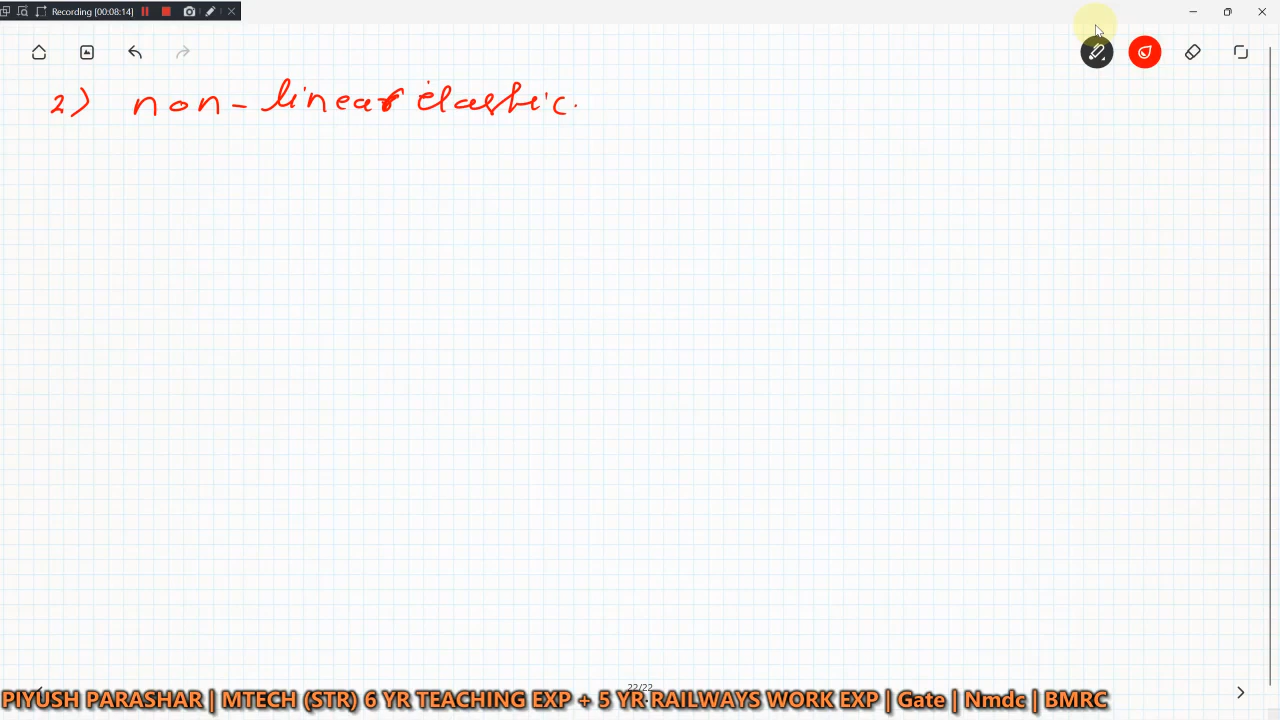 Recording [00:08:14]
2) non-linear elastic.
22/22
PIYUSH PARASHAR | MTECH (STR) 6 YR TEACHING EXP + 5 YR RAILWAYS WORK EXP | Gate | Nmdc | BMRC